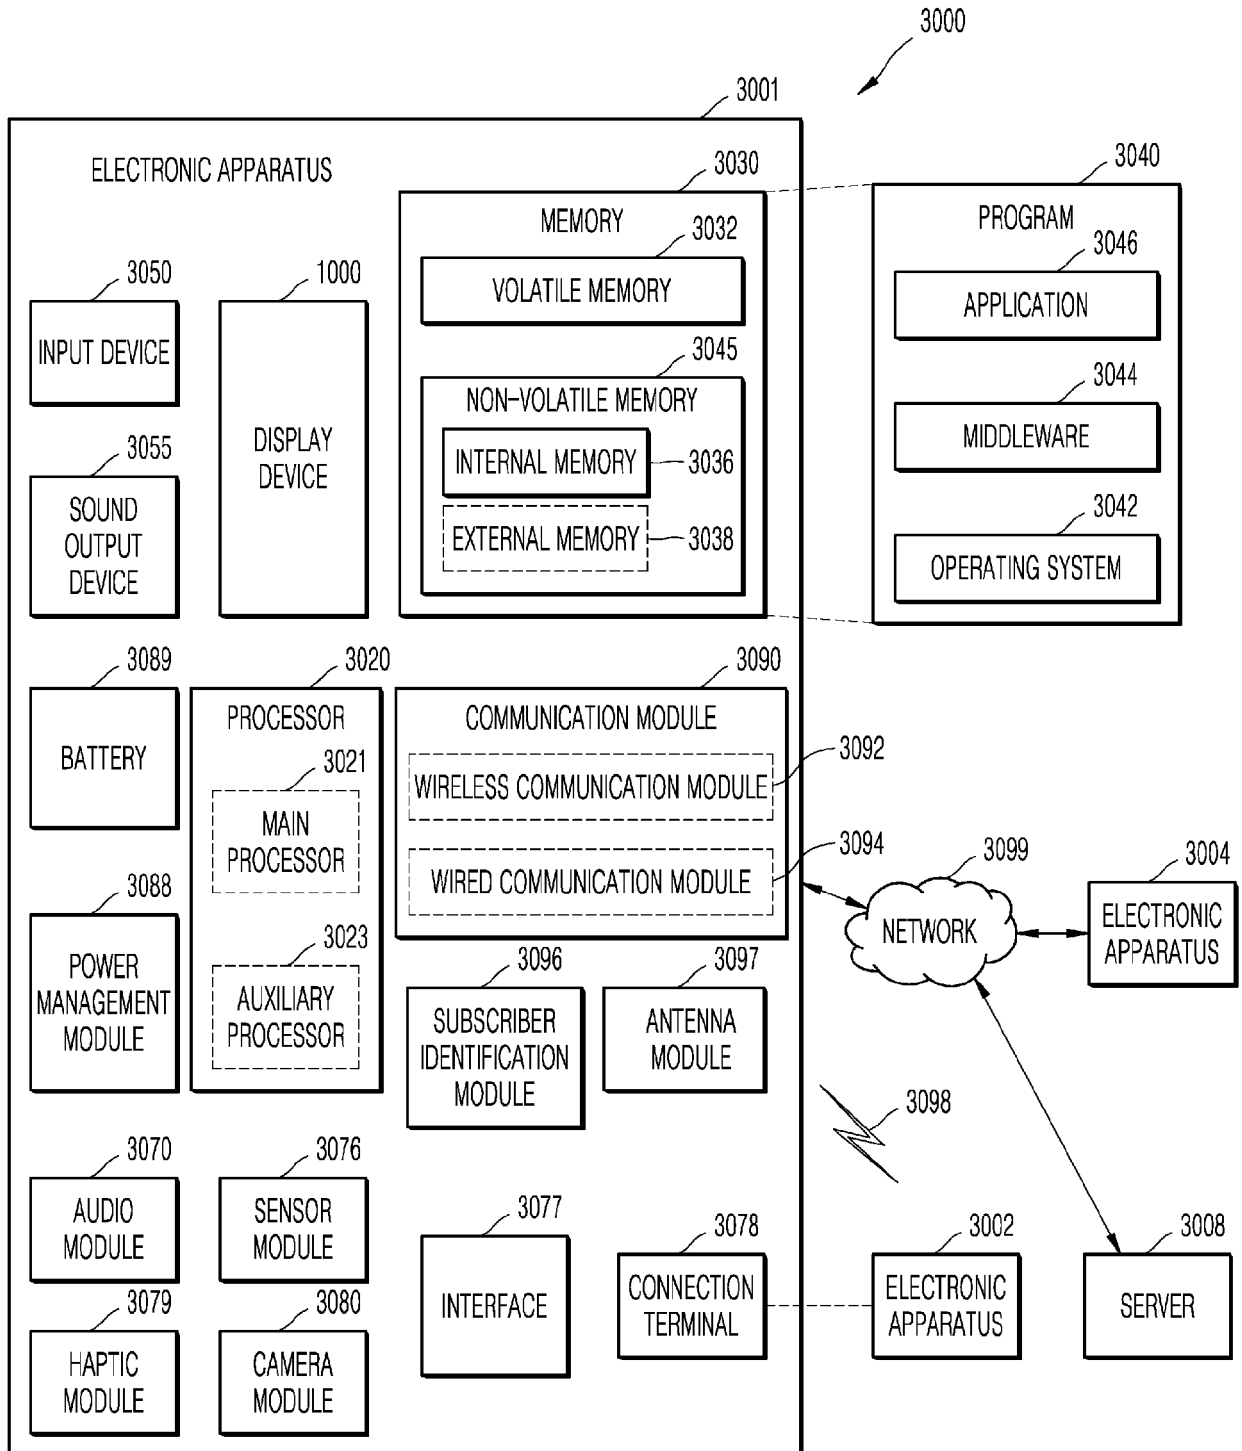 3000
3001
ELECTRONIC APPARATUS
3030
MEMORY
3032
VOLATILE MEMORY
3045
NON-VOLATILE MEMORY
INTERNAL MEMORY
3036
EXTERNAL MEMORY
3038
3040
PROGRAM
3046
APPLICATION
3044
MIDDLEWARE
3042
OPERATING SYSTEM
3050
INPUT DEVICE
1000
DISPLAY
DEVICE
3055
SOUND
OUTPUT
DEVICE
3089
BATTERY
3020
PROCESSOR
3021
MAIN
PROCESSOR
3023
AUXILIARY
PROCESSOR
3090
COMMUNICATION MODULE
3092
WIRELESS COMMUNICATION MODULE
3094
WIRED COMMUNICATION MODULE
3088
POWER
MANAGEMENT
MODULE
3096
SUBSCRIBER
IDENTIFICATION
MODULE
3097
ANTENNA
MODULE
3099
NETWORK
3004
ELECTRONIC
APPARATUS
3098
3070
AUDIO
MODULE
3076
SENSOR
MODULE
3077
INTERFACE
3078
CONNECTION
TERMINAL
3002
ELECTRONIC
APPARATUS
3008
SERVER
3079
HAPTIC
MODULE
3080
CAMERA
MODULE